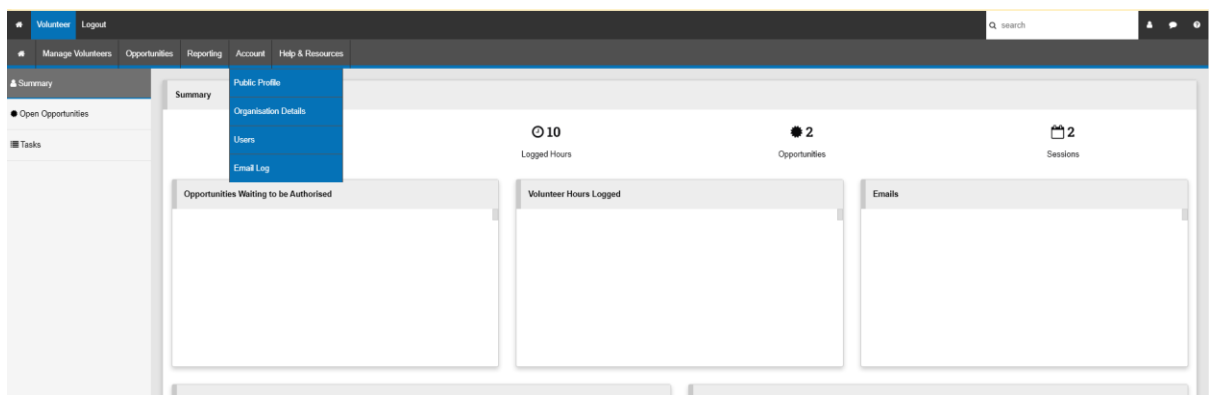 Volunteer Logout search
Manage Volunteers Opportunities Reporting Account Help & Resources
Summary
Open Opportunities
Tasks
Public Profile
Organisation Details
Users
Email Log
Summary
10
Logged Hours
2
Opportunities
2
Sessions
Opportunities Waiting to be Authorised
Volunteer Hours Logged
Emails